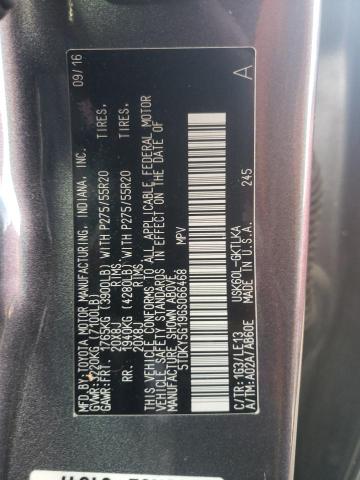 MFD. BY: TOYOTA MOTOR MANUFACTURING, INDIANA, INC. 09/16
GVWR: 3220KG (7100LB)
GAWR: FRT. 1765KG (3900LB) WITH P275/55R20 TIRES,
20X8J RIMS
RR. 1940KG (4280LB) WITH P275/55R20 TIRES,
20X8J RIMS
THIS VEHICLE CONFORMS TO ALL APPLICABLE FEDERAL MOTOR
VEHICLE SAFETY STANDARDS IN EFFECT ON THE DATE OF
MANUFACTURE SHOWN ABOVE.
5TDKY5G19GS068468 MPV
A
245
C/TR: 1G3/LE13 USK60L-GKTLKA
A/TM: A02A/AB60E MADE IN U.S.A.